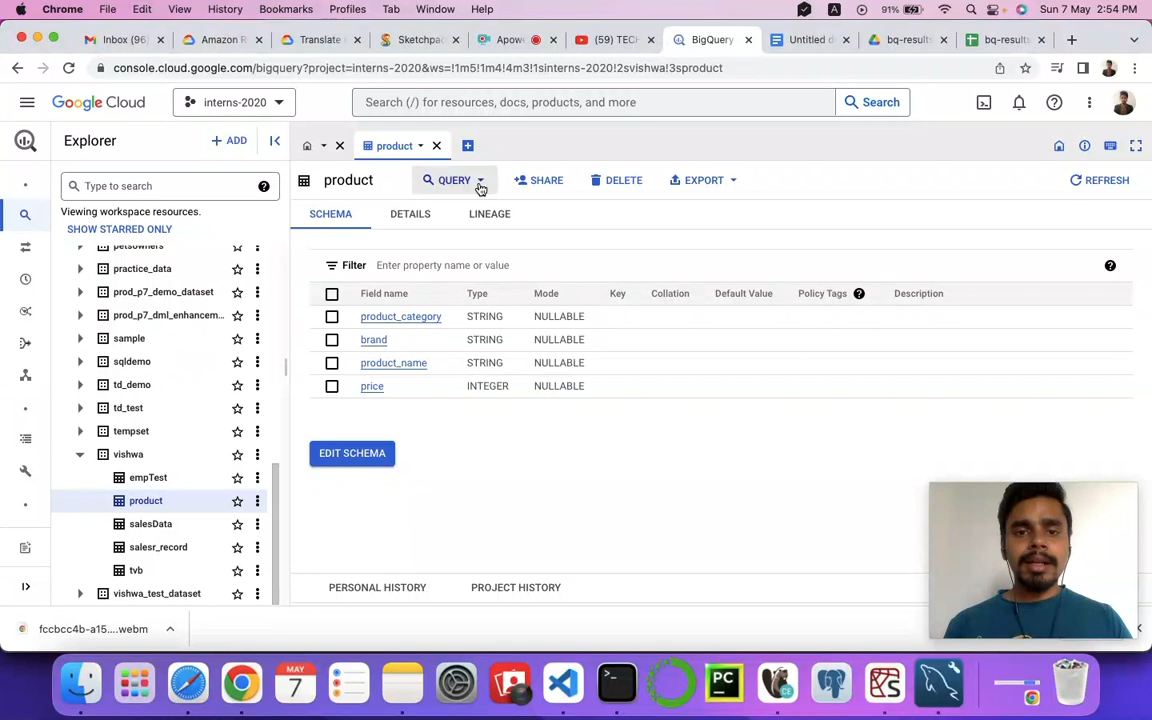 Chrome File Edit View History Bookmarks Profiles Tab Window Help A 91% Sun 7 May 2:54 PM
Inbox (96 Amazon R Translate Sketchpa Apowe (59) TECH BigQuery Untitled d bq-results bq-results
console.cloud.google.com/bigquery?project=interns-2020&ws=!1m5!1m4!4m3!1sinterns-2020!2svishwa!3sproduct
Google Cloud interns-2020 Search (/) for resources, docs, products, and more Search
Explorer + ADD product
Type to search product QUERY SHARE DELETE EXPORT REFRESH
Viewing workspace resources.
SHOW STARRED ONLY SCHEMA DETAILS LINEAGE
petsowners
practice_data Filter Enter property name or value
prod_p7_demo_dataset Field name Type Mode Key Collation Default Value Policy Tags Description
prod_p7_dml_enhancem... product_category STRING NULLABLE
sample brand STRING NULLABLE
sqldemo product_name STRING NULLABLE
td_demo price INTEGER NULLABLE
td_test
tempset
vishwa EDIT SCHEMA
empTest
product
salesData
salesr_record
tvb
vishwa_test_dataset PERSONAL HISTORY PROJECT HISTORY
fccbcc4b-a15....webm
MAY
7
PC
CE